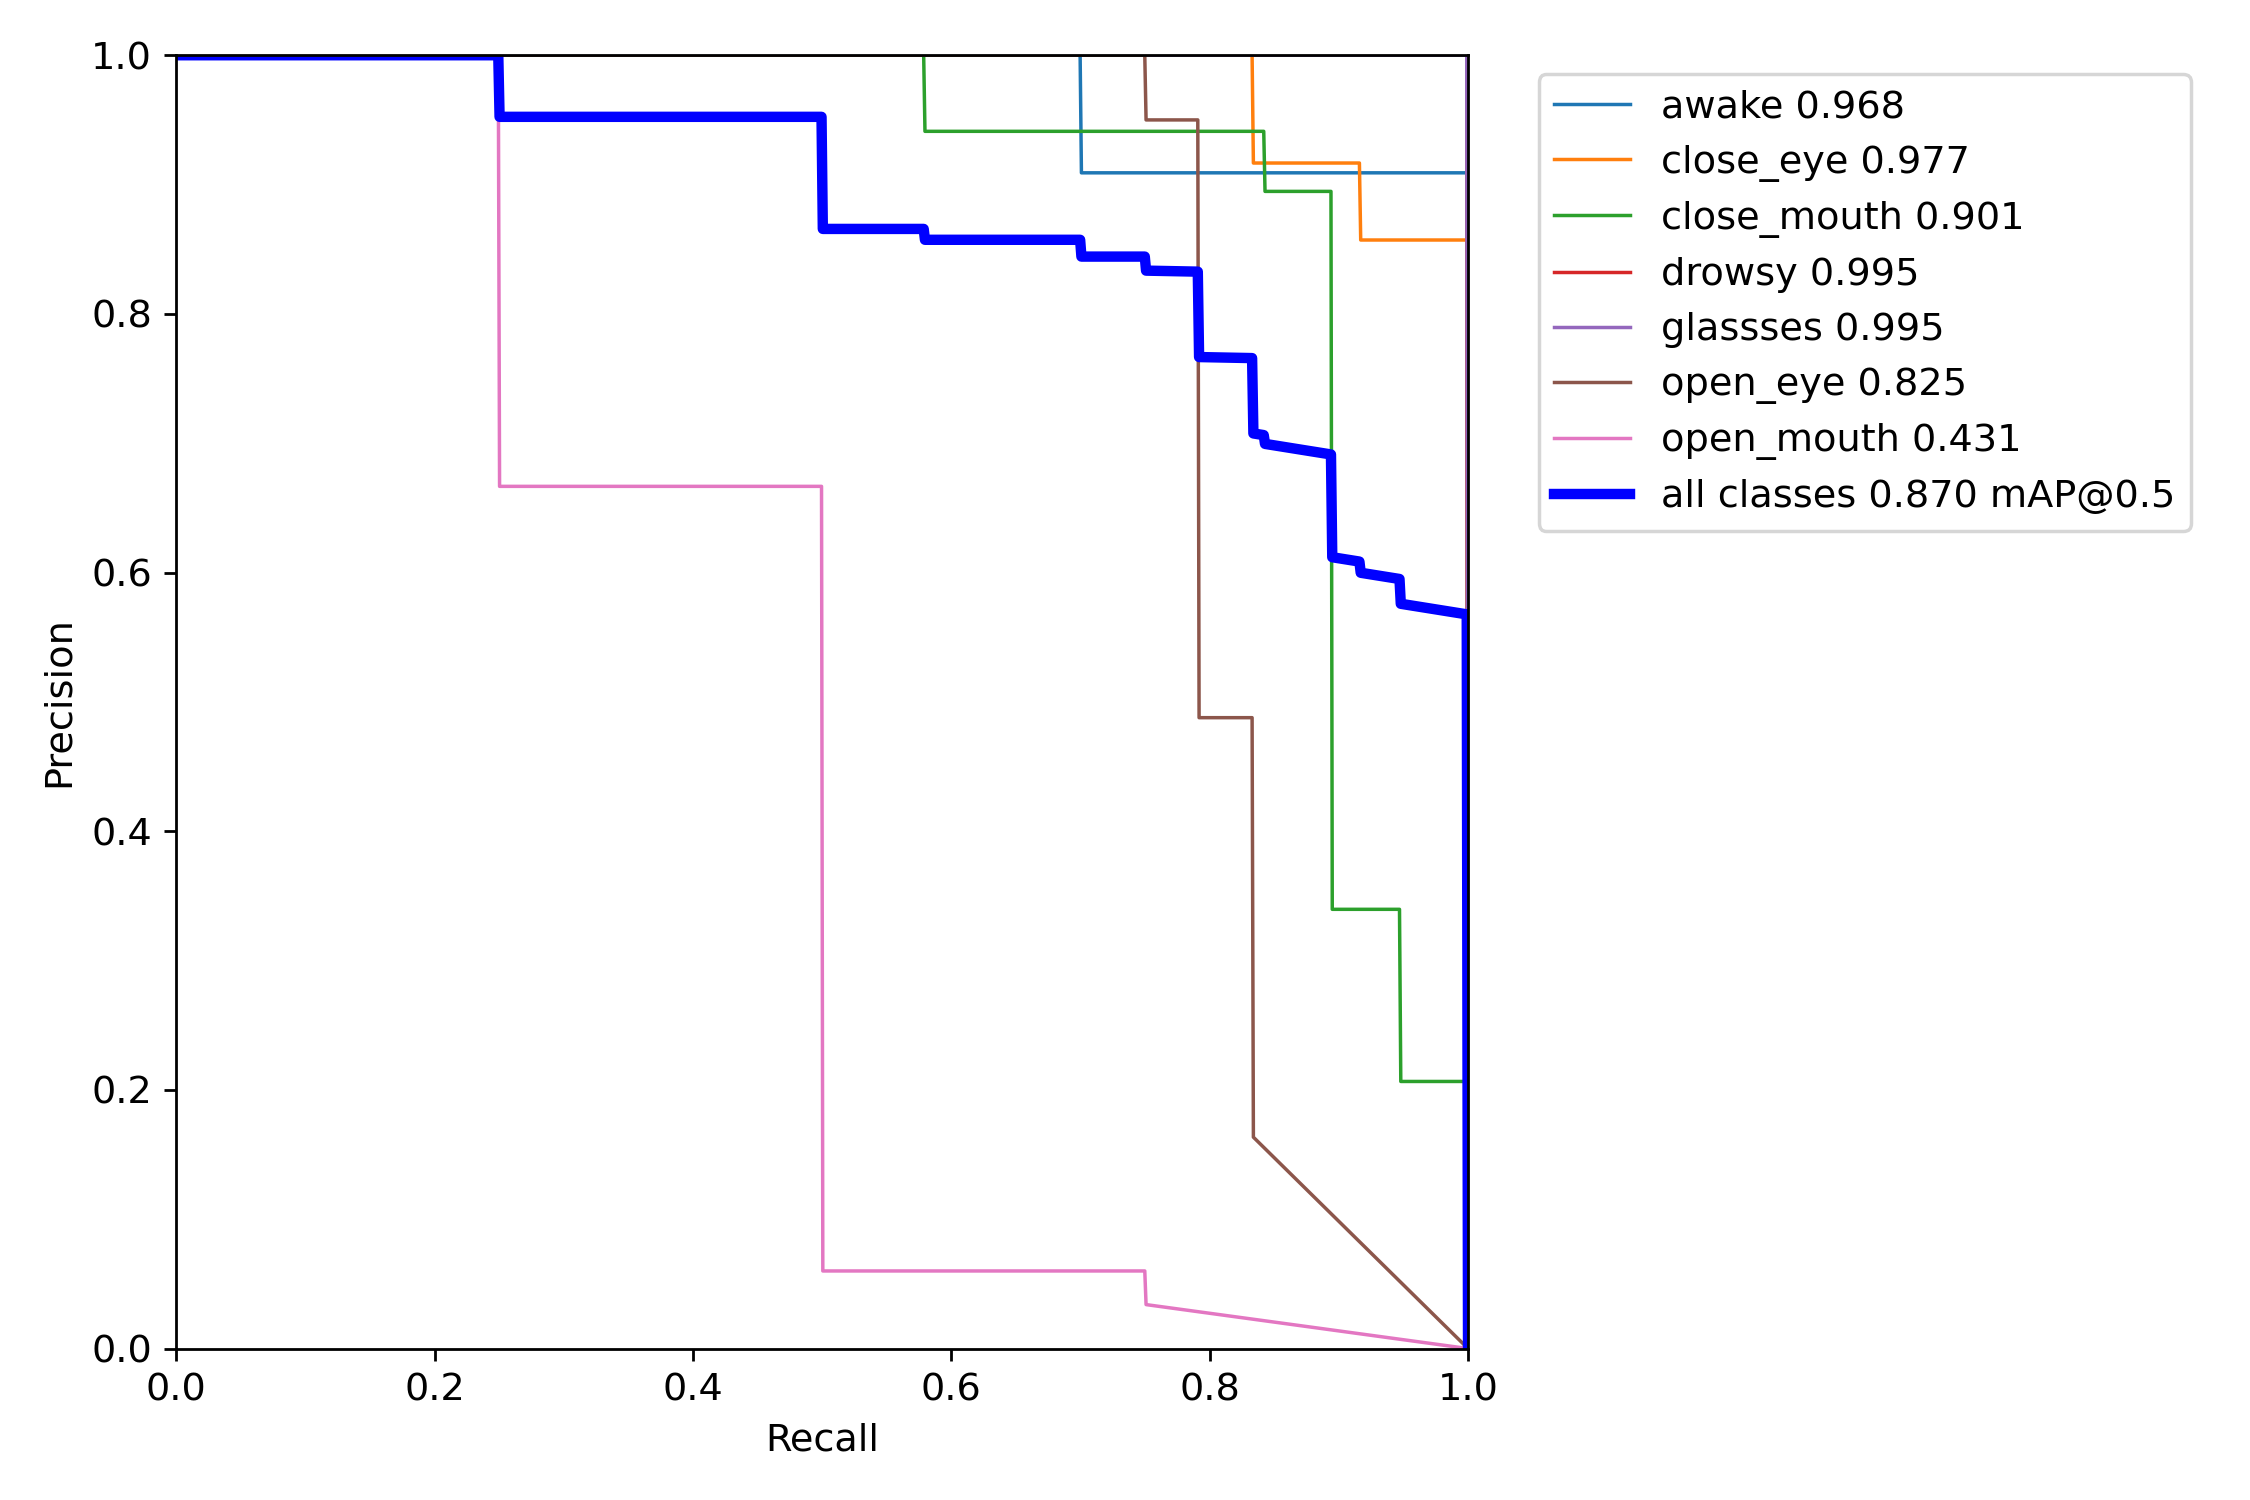 1.0
0.8
0.6
0.4
0.2
0.0
Precision
0.0 0.2 0.4 0.6 0.8 1.0
Recall
awake 0.968
close_eye 0.977
close_mouth 0.901
drowsy 0.995
glassses 0.995
open_eye 0.825
open_mouth 0.431
all classes 0.870 mAP@0.5